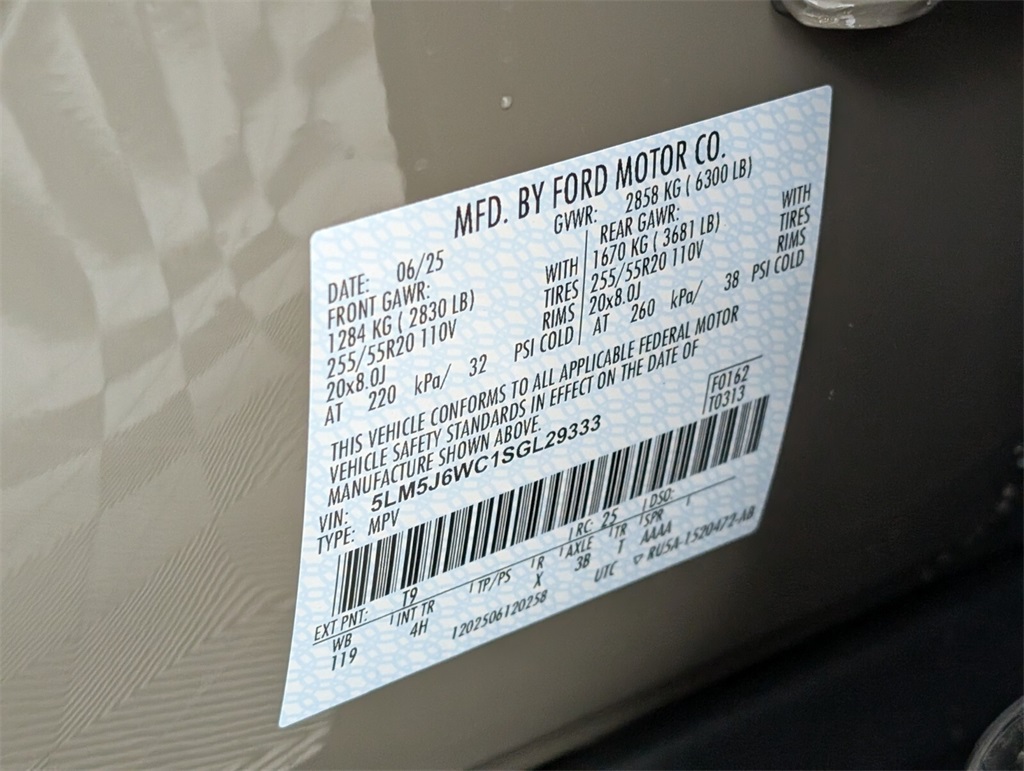 MFD. BY FORD MOTOR CO.
DATE: 06/25 GVWR: 2858 KG ( 6300 LB)
FRONT GAWR: REAR GAWR:
1284 KG ( 2830 LB) WITH 1670 KG ( 3681 LB) WITH
255/55R20 110V TIRES 255/55R20 110V TIRES
20x8.0J RIMS 20x8.0J RIMS
AT 220 kPa/ 32 PSI COLD AT 260 kPa/ 38 PSI COLD
THIS VEHICLE CONFORMS TO ALL APPLICABLE FEDERAL MOTOR
VEHICLE SAFETY STANDARDS IN EFFECT ON THE DATE OF
MANUFACTURE SHOWN ABOVE.
VIN: 5LM5J6WC1SGL29333 F0162
TYPE: MPV T0313
EXT PNT: T9 RC: 25 DSO:
WB INT TR TP/PS R AXLE TR SPR
119 4H X 3B T AAAA
1202506120258 UTC ▽ RU5A-1520472-AB